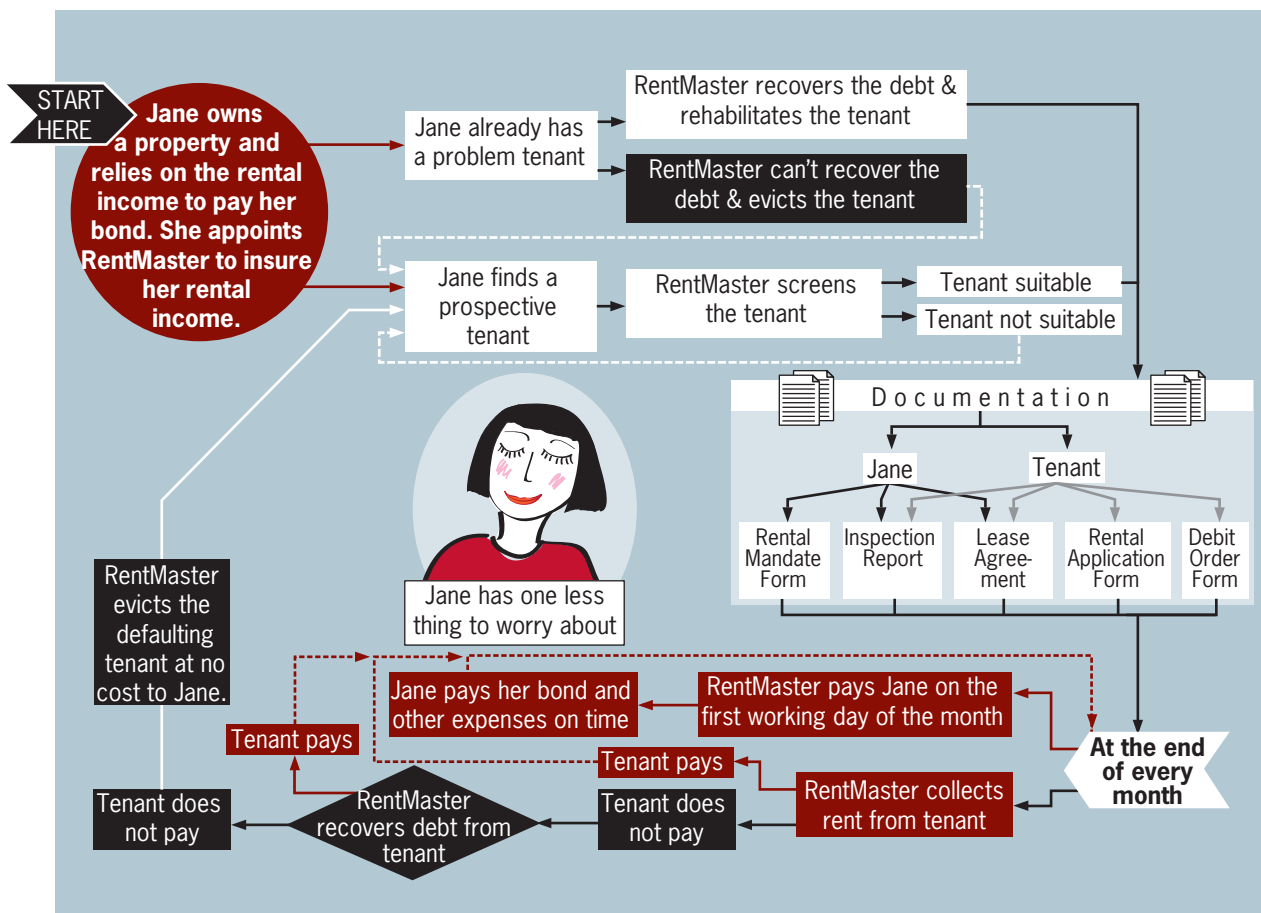 START
HERE
Jane owns
a property and
relies on the rental
income to pay her
bond. She appoints
RentMaster to insure
her rental
income.
Jane already has
a problem tenant
RentMaster recovers the debt &
rehabilitates the tenant
RentMaster can't recover the
debt & evicts the tenant
Jane finds a
prospective
tenant
RentMaster screens
the tenant
Tenant suitable
Tenant not suitable
Documentation
Jane
Tenant
Rental
Mandate
Form
Inspection
Report
Lease
Agree-
ment
Rental
Application
Form
Debit
Order
Form
Jane has one less
thing to worry about
RentMaster
evicts the
defaulting
tenant at no
cost to Jane.
Jane pays her bond and
other expenses on time
RentMaster pays Jane on the
first working day of the month
At the end
of every
month
Tenant pays
Tenant pays
RentMaster collects
rent from tenant
Tenant does
not pay
RentMaster
recovers debt from
tenant
Tenant does
not pay